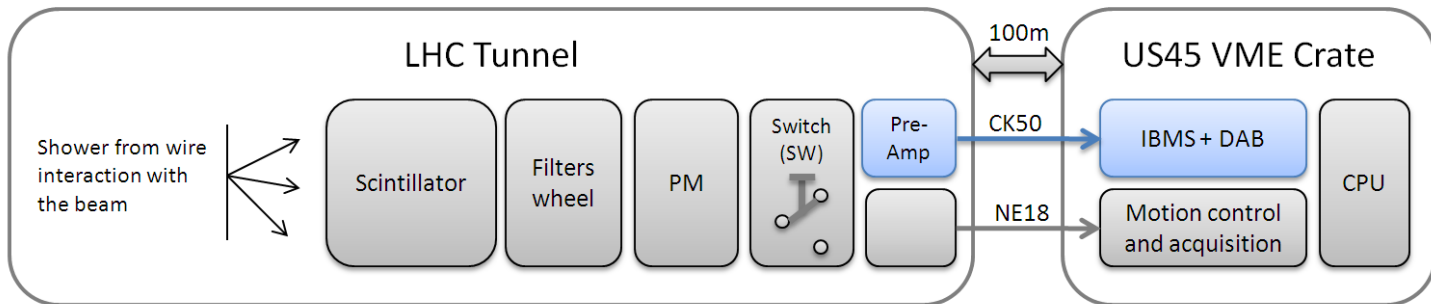 LHC Tunnel
100m
US45 VME Crate
Shower from wire
interaction with
the beam
Scintillator
Filters
wheel
PM
Switch
(SW)
Pre-
Amp
CK50
IBMS + DAB
CPU
NE18
Motion control
and acquisition